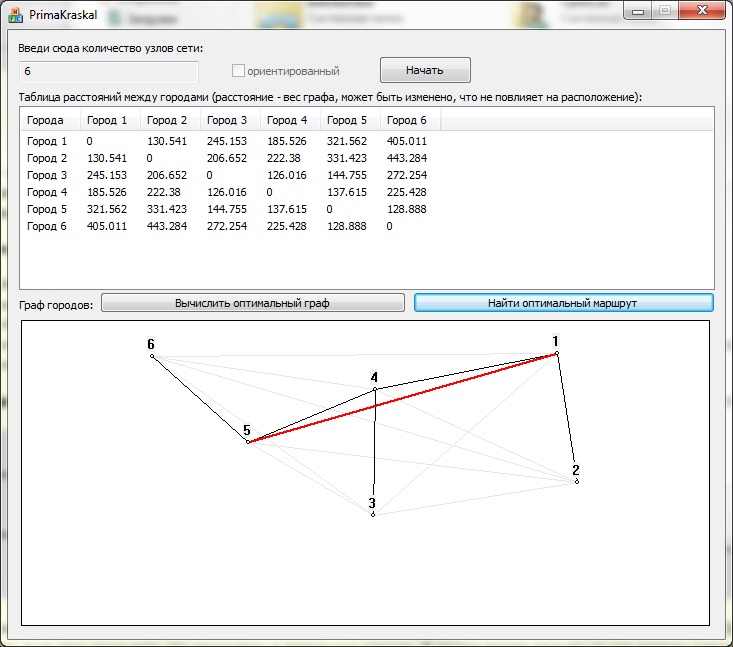 PrimaKraskal
Введи сюда количество узлов сети:
6 ориентированный Начать
Таблица расстояний между городами (расстояние - вес графа, может быть изменено, что не повлияет на расположение):
Города Город 1 Город 2 Город 3 Город 4 Город 5 Город 6
Город 1 0 130.541 245.153 185.526 321.562 405.011
Город 2 130.541 0 206.652 222.38 331.423 443.284
Город 3 245.153 206.652 0 126.016 144.755 272.254
Город 4 185.526 222.38 126.016 0 137.615 225.428
Город 5 321.562 331.423 144.755 137.615 0 128.888
Город 6 405.011 443.284 272.254 225.428 128.888 0
Граф городов: Вычислить оптимальный граф Найти оптимальный маршрут
6
1
4
5
2
3